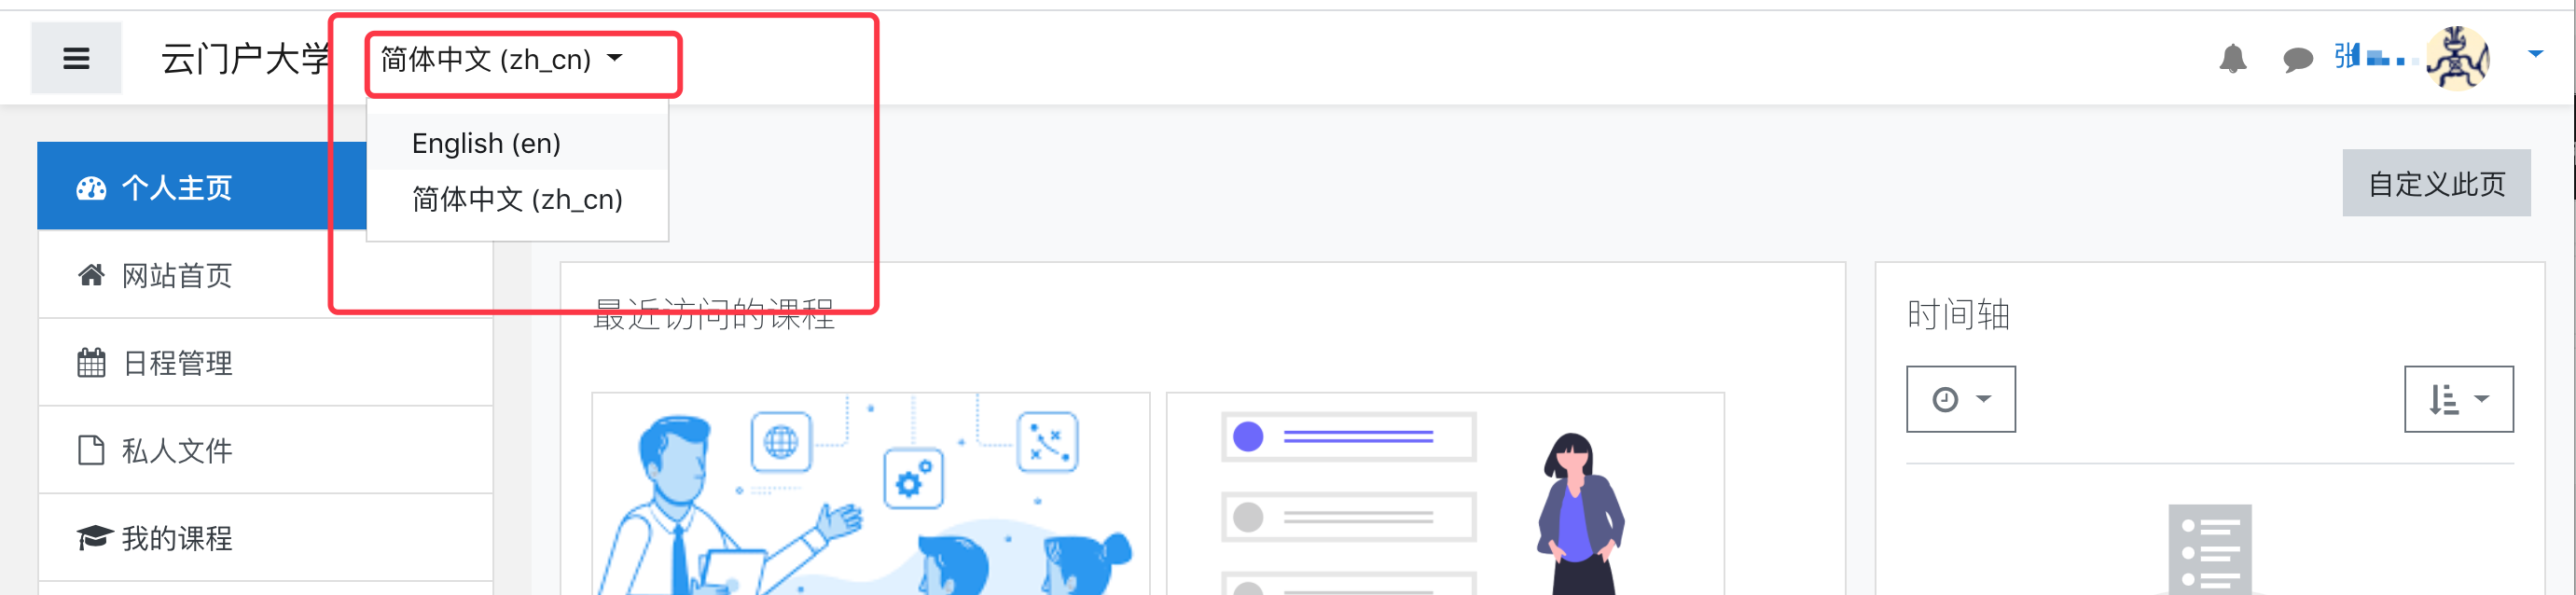 云门户大学
简体中文 (zh_cn)
English (en)
简体中文 (zh_cn)
张
个人主页
网站首页
日程管理
私人文件
我的课程
自定义此页
最近访问的课程
时间轴